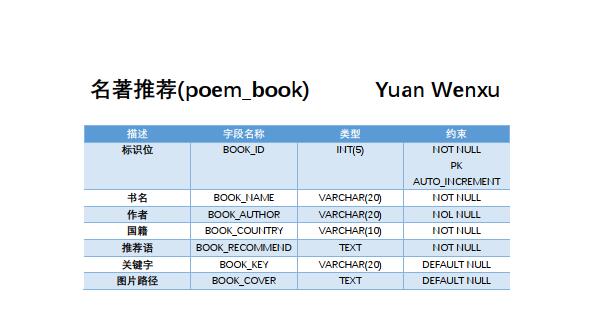 名著推荐(poem_book) Yuan Wenxu
描述 字段名称 类型 约束
标识位 BOOK_ID INT(5) NOT NULL
PK
AUTO_INCREMENT
书名 BOOK_NAME VARCHAR(20) NOT NULL
作者 BOOK_AUTHOR VARCHAR(20) NOL NULL
国籍 BOOK_COUNTRY VARCHAR(10) NOT NULL
推荐语 BOOK_RECOMMEND TEXT NOT NULL
关键字 BOOK_KEY VARCHAR(20) DEFAULT NULL
图片路径 BOOK_COVER TEXT DEFAULT NULL